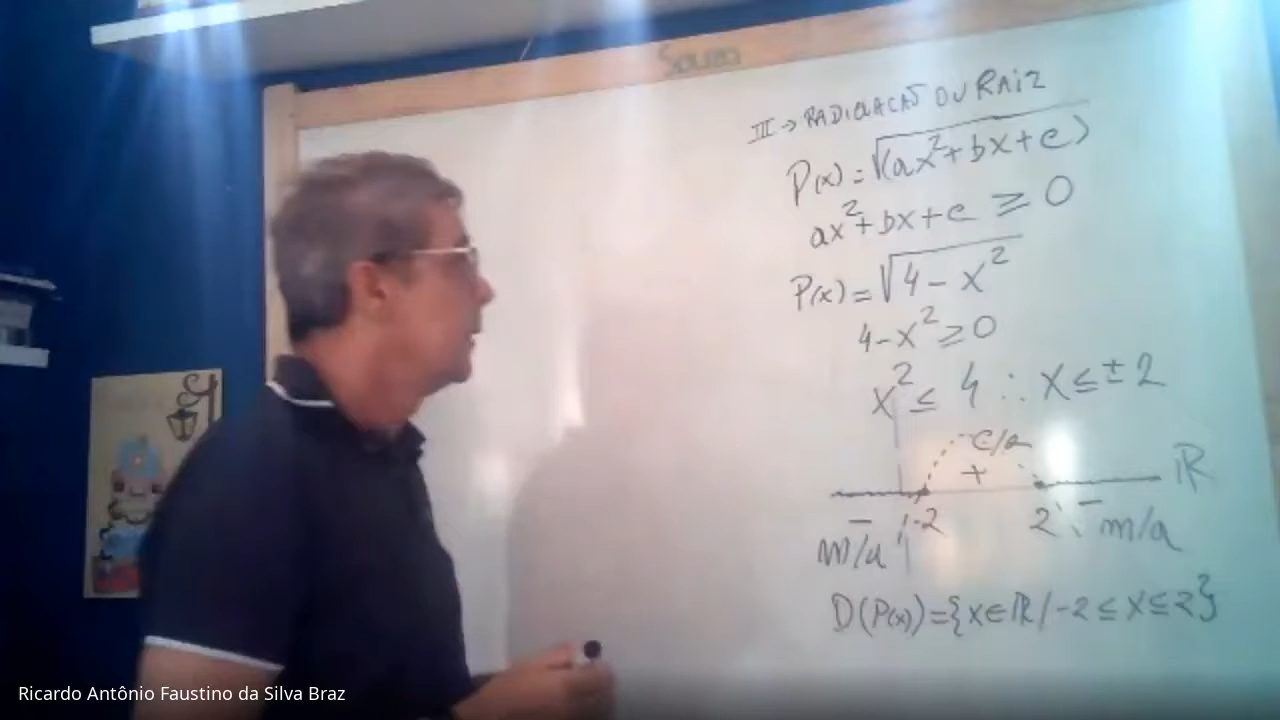 Souza
III → RADICIAÇÃO OU RAIZ
P(x) = √(ax²+bx+c)
ax²+bx+c ≥ 0
P(x) = √4-x²
4-x² ≥ 0
x² ≤ 4 ∴ x ≤ ±2
c/a
+ ℝ
- -2 2 -
m/a m/a
D(P(x))={x∈ℝ/-2≤x≤2}
Ricardo Antônio Faustino da Silva Braz